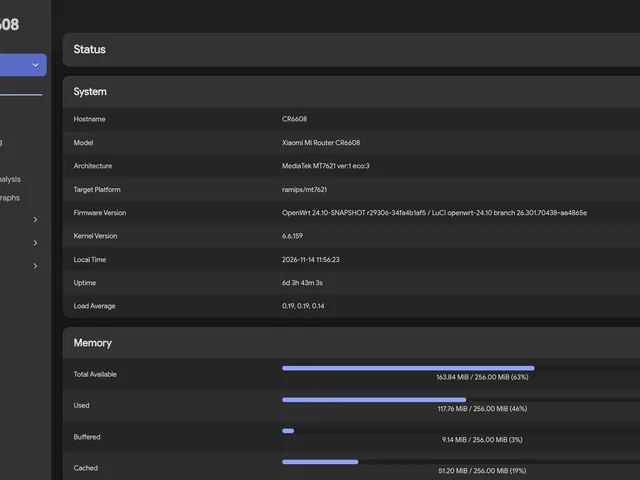 608
Status
System
Hostname CR6608
Model Xiaomi Mi Router CR6608
Architecture MediaTek MT7621 ver:1 eco:3
alysis
Target Platform ramips/mt7621
raphs
Firmware Version OpenWrt 24.10-SNAPSHOT r29306-34fa4b1af5 / LuCI openwrt-24.10 branch 26.301.70438~aa4865e
Kernel Version 6.6.159
Local Time 2026-11-14 11:56:23
Uptime 6d 3h 43m 3s
Load Average 0.19, 0.19, 0.14
Memory
Total Available 163.84 MiB / 256.00 MiB (63%)
Used 117.76 MiB / 256.00 MiB (46%)
Buffered 9.14 MiB / 256.00 MiB (3%)
Cached 51.20 MiB / 256.00 MiB (19%)